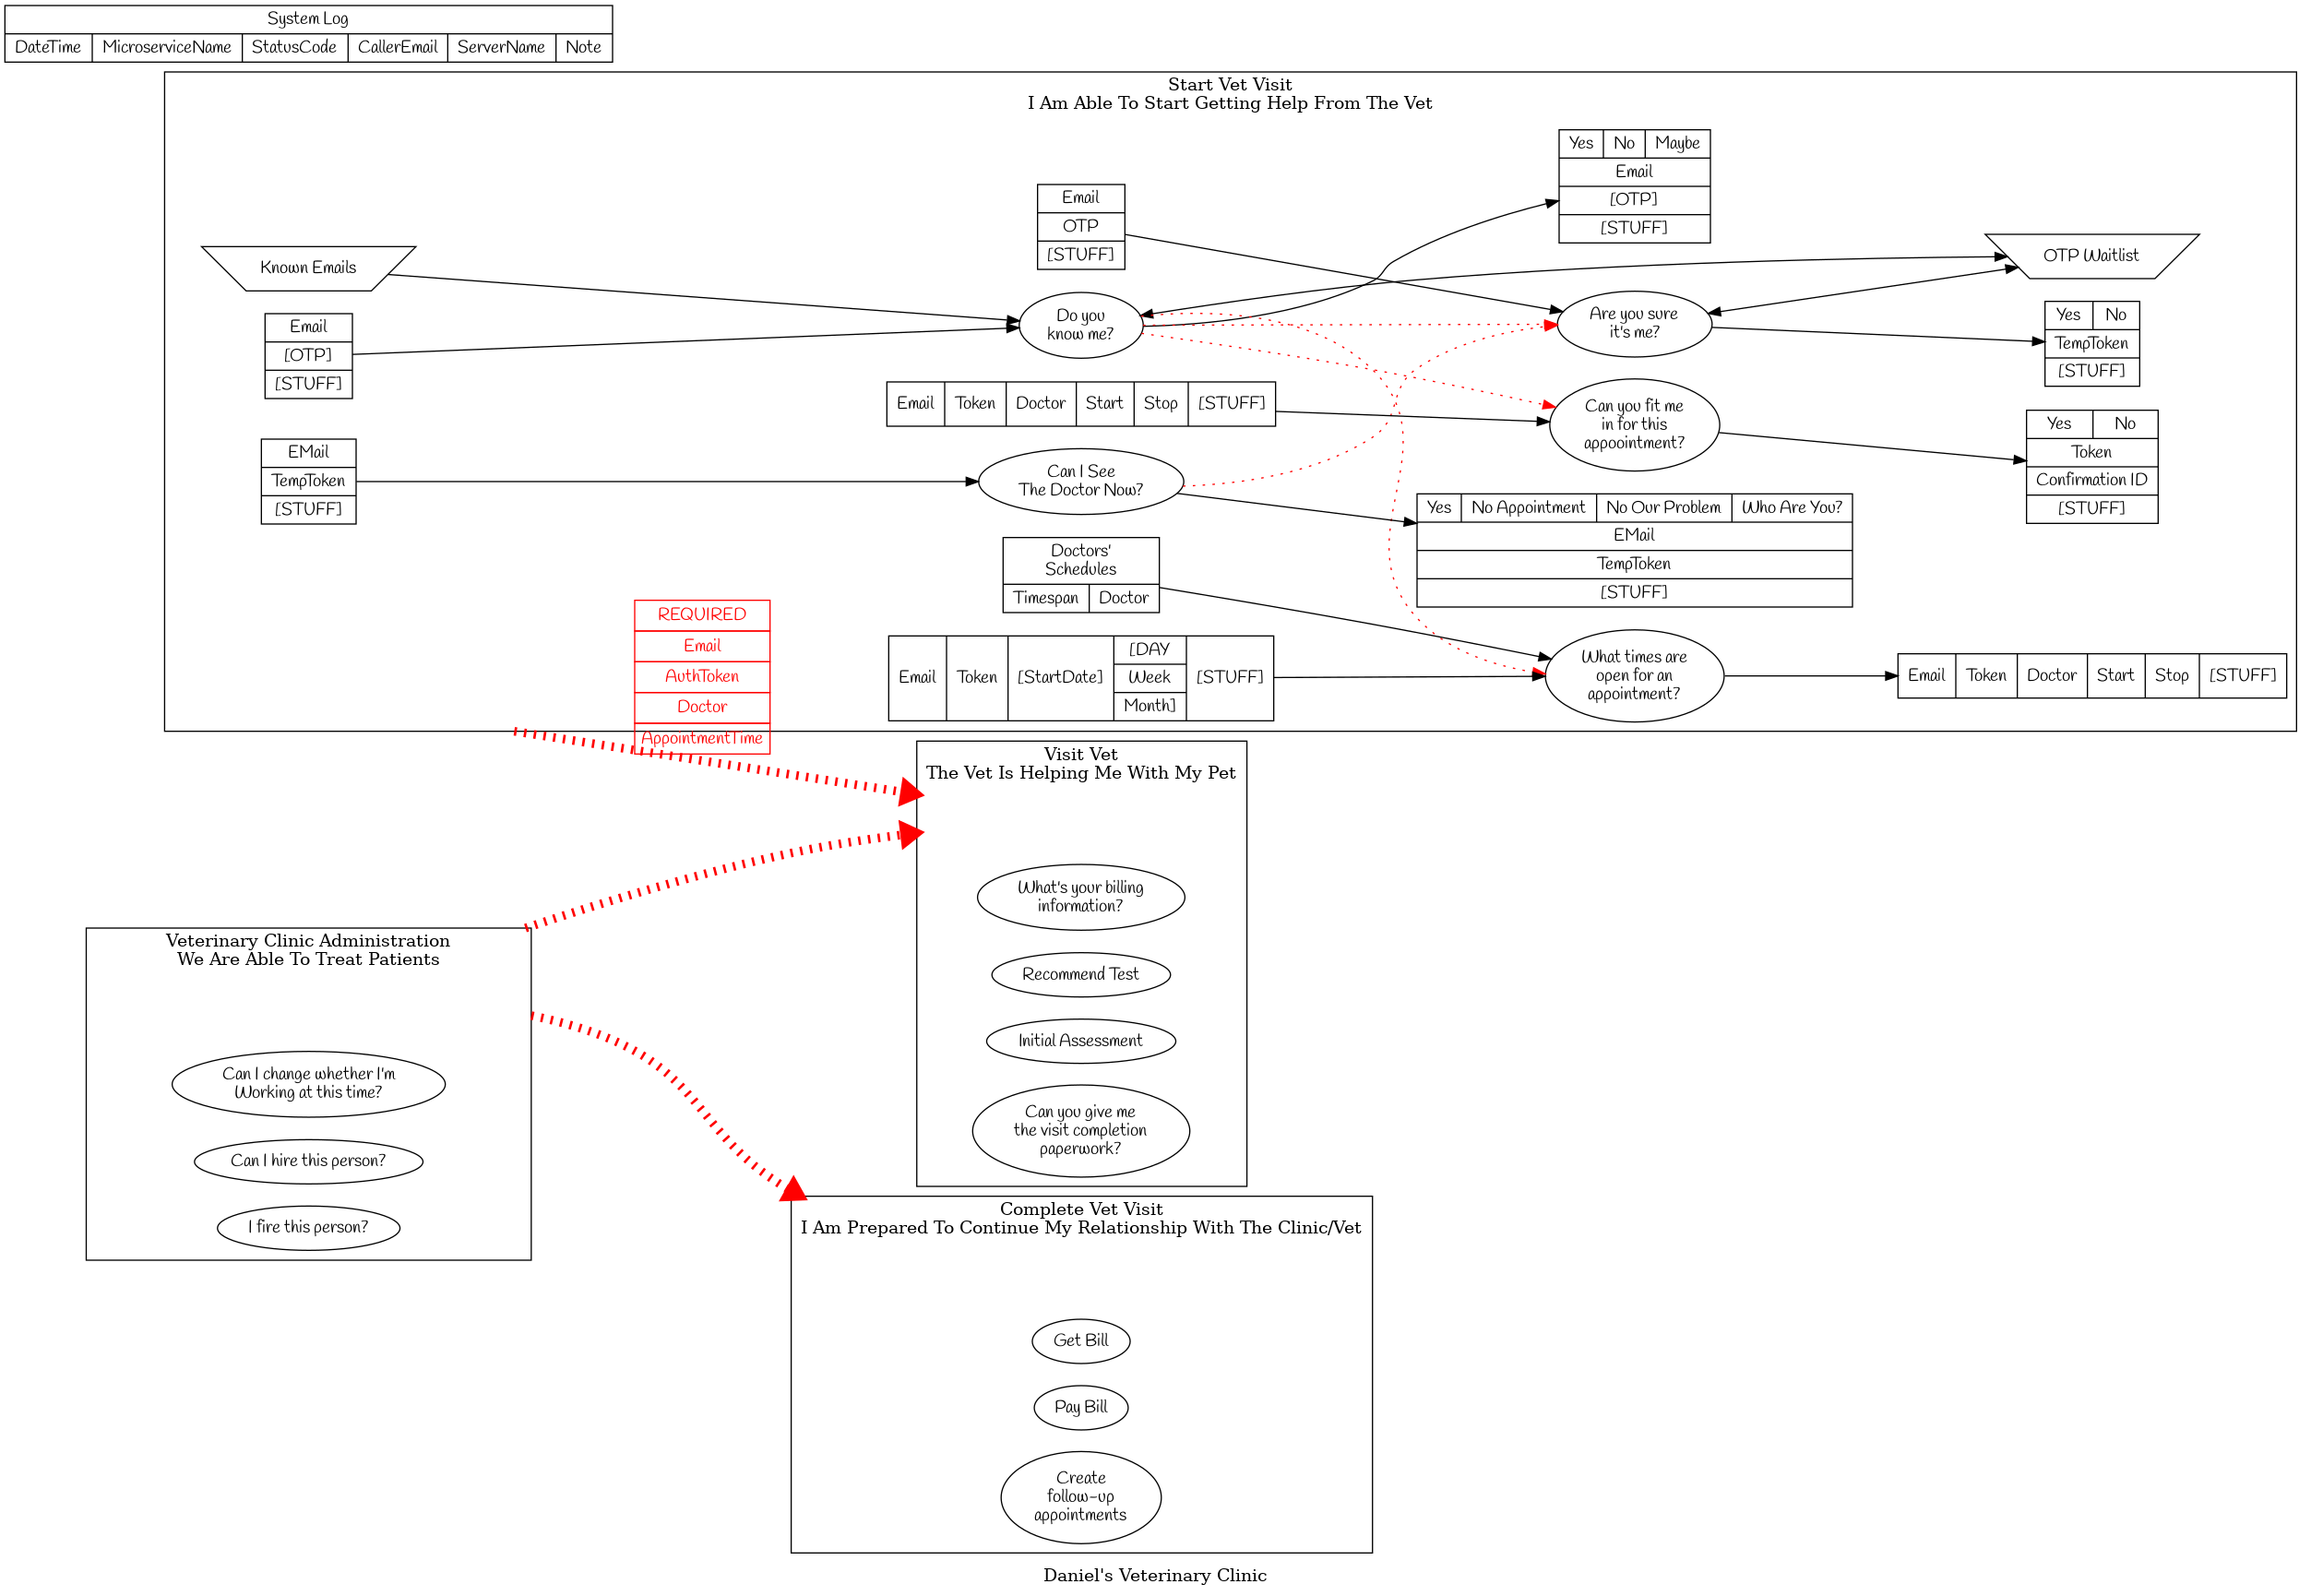 System Log
DateTime MicroserviceName StatusCode CallerEmail ServerName Note
Start Vet Visit
I Am Able To Start Getting Help From The Vet
Known Emails
Email
[OTP]
[STUFF]
EMail
TempToken
[STUFF]
Email
OTP
[STUFF]
Do you
know me?
Email Token Doctor Start Stop [STUFF]
Can I See
The Doctor Now?
Doctors'
Schedules
Timespan Doctor
Email Token [StartDate] [DAY
Week
Month] [STUFF]
Yes No Maybe
Email
[OTP]
[STUFF]
Are you sure
it's me?
Can you fit me
in for this
appoointment?
Yes No Appointment No Our Problem Who Are You?
EMail
TempToken
[STUFF]
What times are
open for an
appointment?
OTP Waitlist
Yes No
TempToken
[STUFF]
Yes No
Token
Confirmation ID
[STUFF]
Email Token Doctor Start Stop [STUFF]
REQUIRED
Email
AuthToken
Doctor
AppointmentTime
Visit Vet
The Vet Is Helping Me With My Pet
What's your billing
information?
Recommend Test
Initial Assessment
Can you give me
the visit completion
paperwork?
Veterinary Clinic Administration
We Are Able To Treat Patients
Can I change whether I'm
Working at this time?
Can I hire this person?
I fire this person?
Complete Vet Visit
I Am Prepared To Continue My Relationship With The Clinic/Vet
Get Bill
Pay Bill
Create
follow-up
appointments
Daniel's Veterinary Clinic